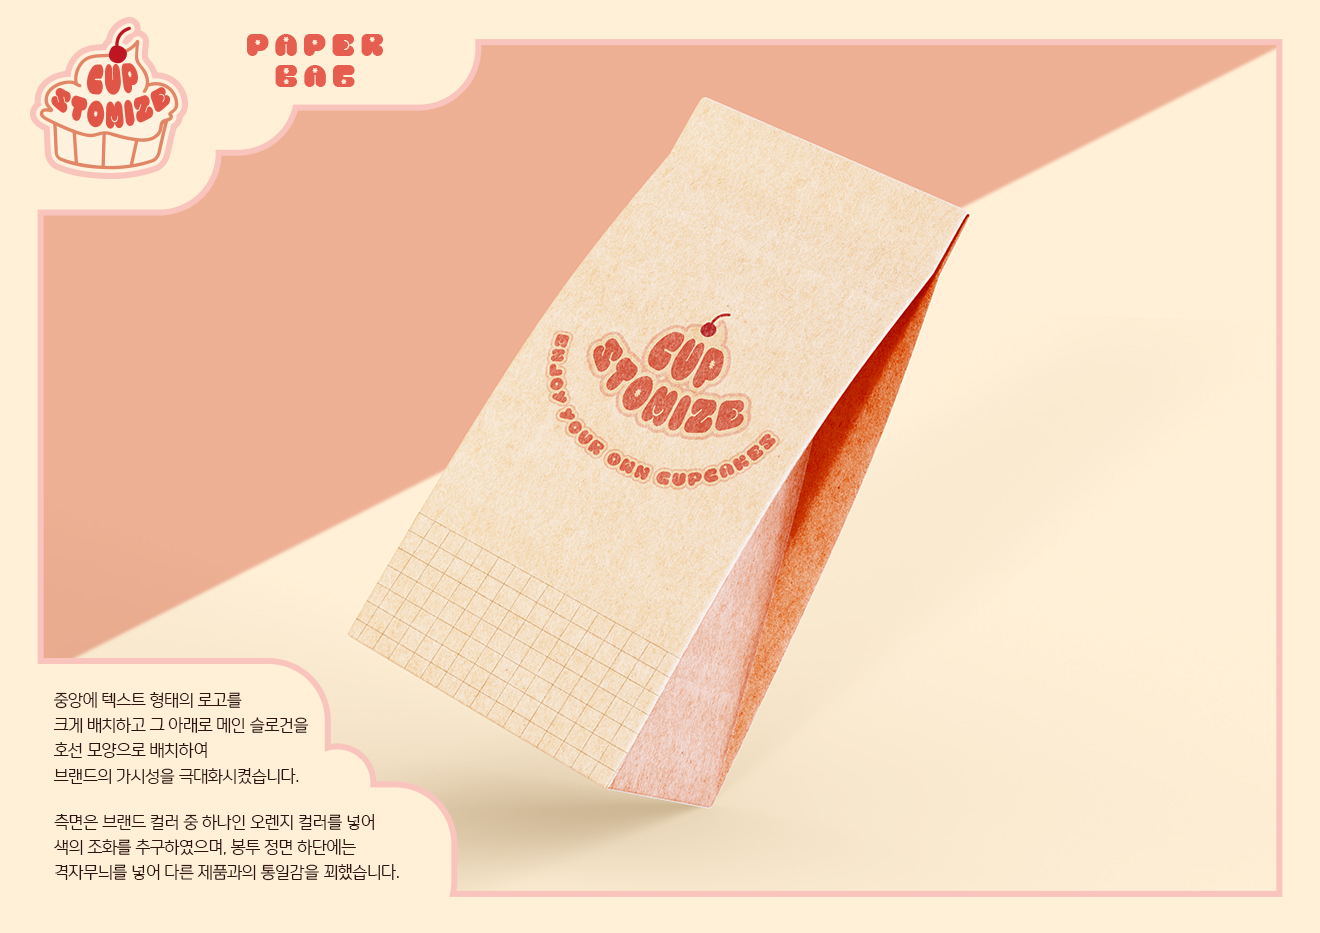 CUP
STOMIZE
PAPER
BAG
CUP
STOMIZE
ENJOY YOUR OWN CUPCAKES
중앙에 텍스트 형태의 로고를
크게 배치하고 그 아래로 메인 슬로건을
호선 모양으로 배치하여
브랜드의 가시성을 극대화시켰습니다.
측면은 브랜드 컬러 중 하나인 오렌지 컬러를 넣어
색의 조화를 추구하였으며, 봉투 정면 하단에는
격자무늬를 넣어 다른 제품과의 통일감을 꾀했습니다.